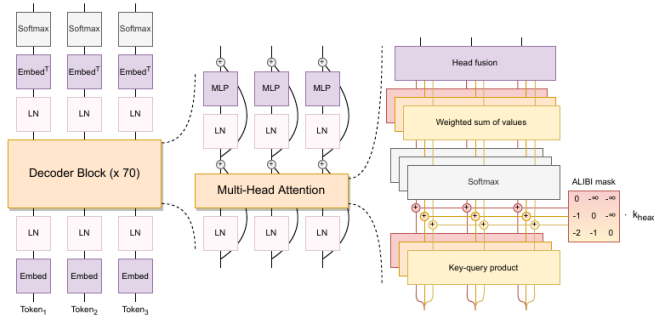 Softmax Softmax Softmax
Embed^T Embed^T Embed^T
LN LN LN
Decoder Block (x 70)
LN LN LN
Embed Embed Embed
Token₁ Token₂ Token₃
+ + +
MLP MLP MLP
LN LN LN
+ + +
Multi-Head Attention
LN LN LN
Head fusion
Weighted sum of values
Softmax
ALIBI mask
0 -∞ -∞
-1 0 -∞
-2 -1 0
· k_head
+ + +
+ + +
+ + +
Key-query product